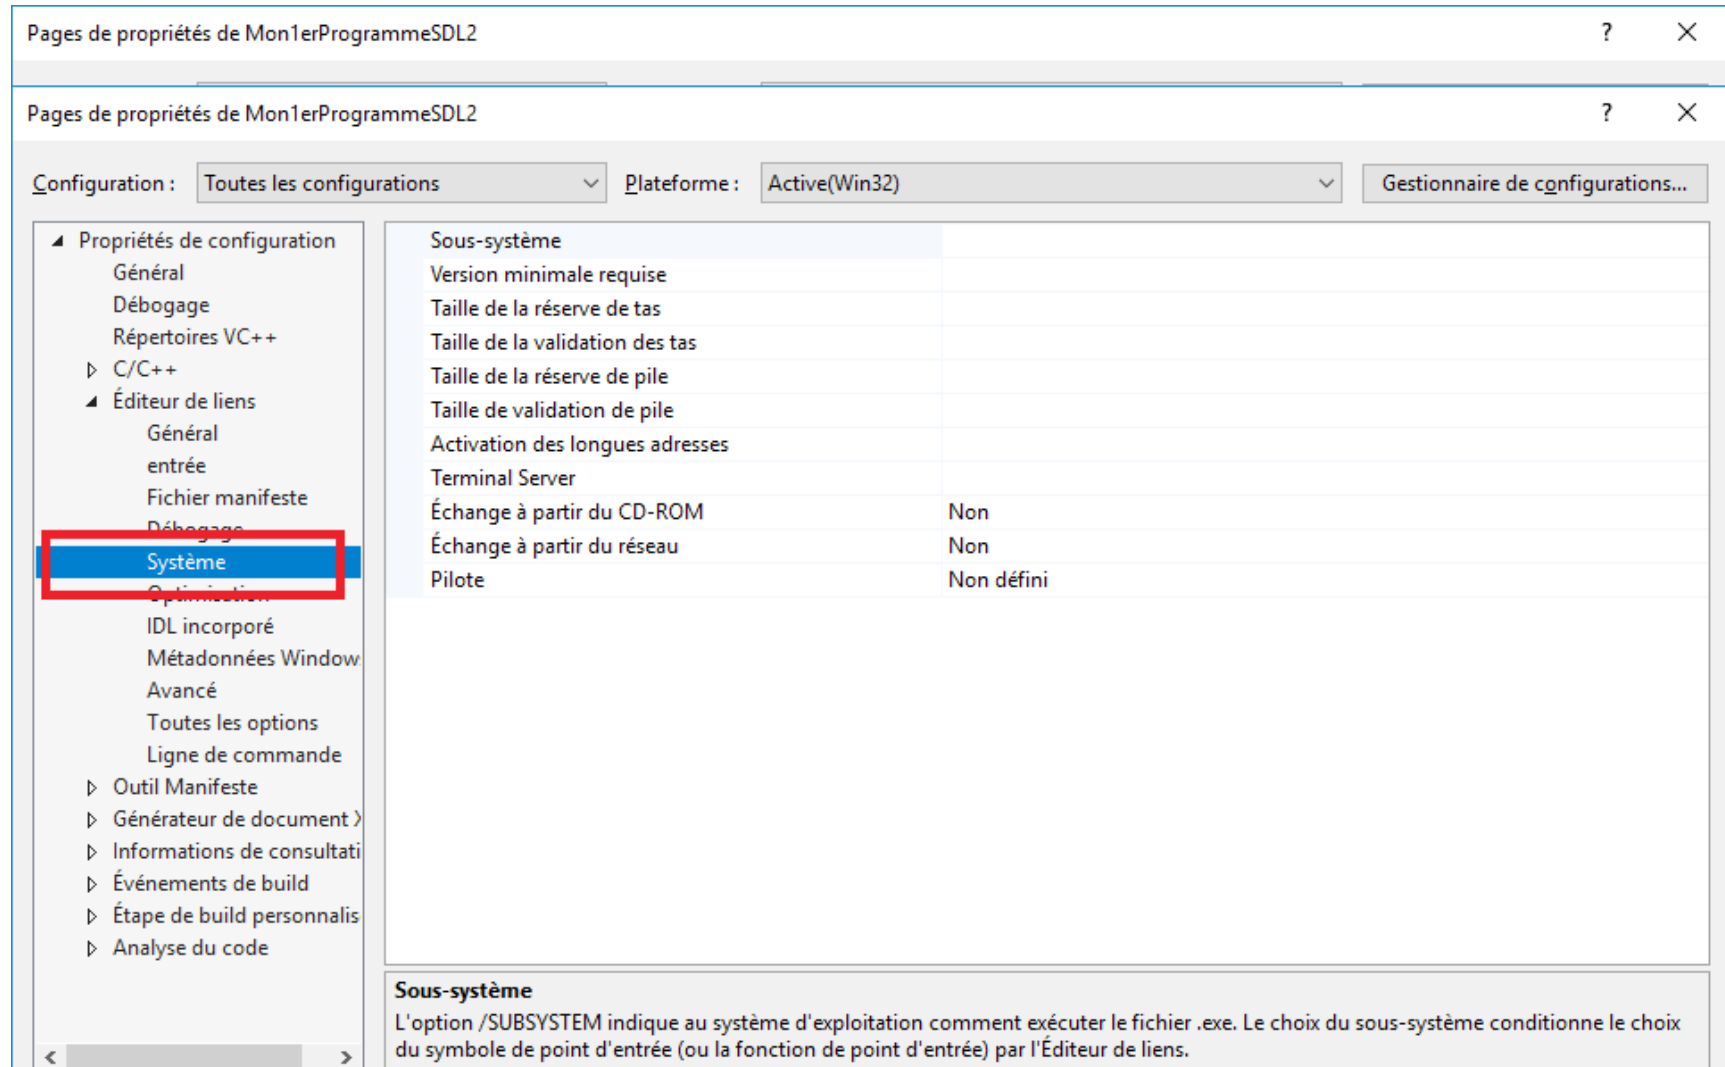 Pages de propriétés de Mon1erProgrammeSDL2 ?
Pages de propriétés de Mon1erProgrammeSDL2 ?
Configuration : Toutes les configurations Plateforme : Active(Win32) Gestionnaire de configurations...
Propriétés de configuration
Général
Débogage
Répertoires VC++
C/C++
Éditeur de liens
Général
entrée
Fichier manifeste
Débogage
Système
Optimisation
IDL incorporé
Métadonnées Window
Avancé
Toutes les options
Ligne de commande
Outil Manifeste
Générateur de document X
Informations de consultati
Événements de build
Étape de build personnalis
Analyse du code
Sous-système
Version minimale requise
Taille de la réserve de tas
Taille de la validation des tas
Taille de la réserve de pile
Taille de validation de pile
Activation des longues adresses
Terminal Server
Échange à partir du CD-ROM Non
Échange à partir du réseau Non
Pilote Non défini
Sous-système
L'option /SUBSYSTEM indique au système d'exploitation comment exécuter le fichier .exe. Le choix du sous-système conditionne le choix
du symbole de point d'entrée (ou la fonction de point d'entrée) par l'Éditeur de liens.